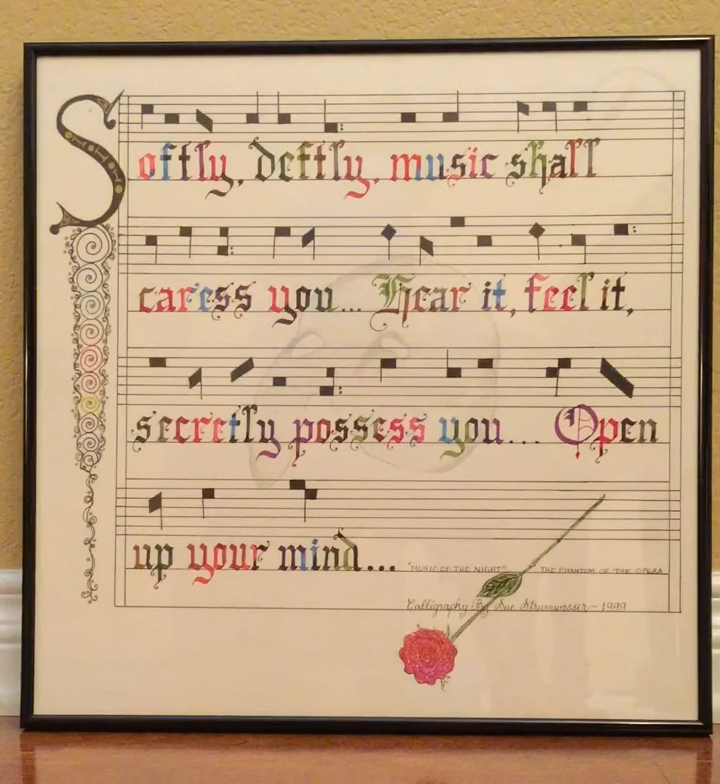 Softly, deftly, music shall
caress you... Hear it, feel it,
secretly possess you... Open
up your mind...
"MUSIC OF THE NIGHT" THE PHANTOM OF THE OPERA
Calligraphy By Sue - 1999